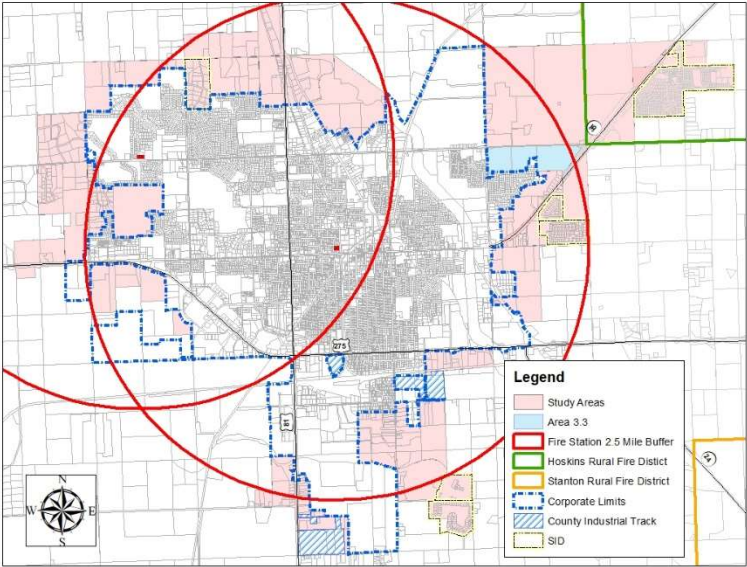 35
275
81
24
Legend
Study Areas
Area 3.3
Fire Station 2.5 Mile Buffer
Hoskins Rural Fire Distict
Stanton Rural Fire District
Corporate Limits
County Industrial Track
SID
N
W
E
S